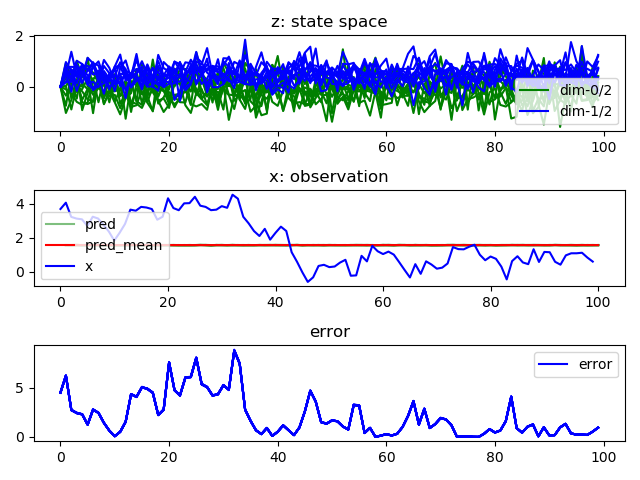 z: state space
2
0
dim-0/2
dim-1/2
0 20 40 60 80 100
x: observation
4
2
0
pred
pred_mean
x
0 20 40 60 80 100
error
5
0
error
0 20 40 60 80 100